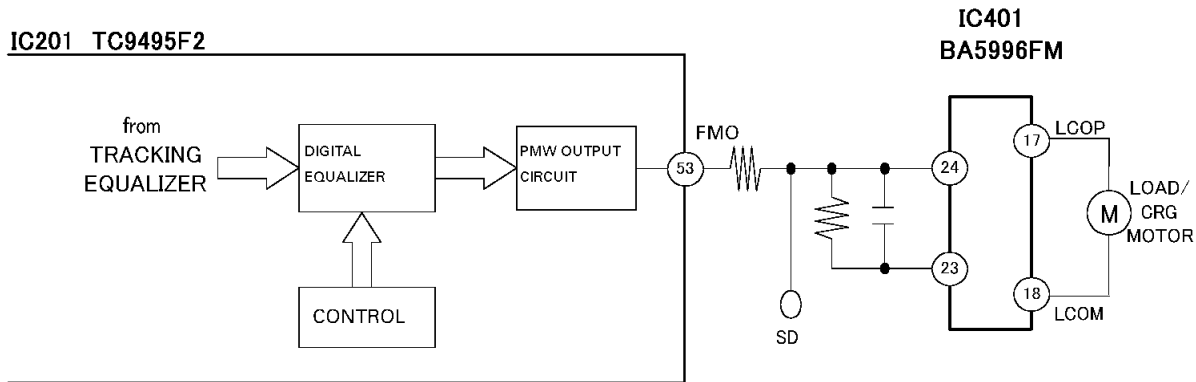 IC201 TC9495F2
IC401
BA5996FM
from
TRACKING
EQUALIZER
DIGITAL
EQUALIZER
PMW OUTPUT
CIRCUIT
CONTROL
53
FMO
SD
24
23
17
18
LCOP
LCOM
M
LOAD/
CRG
MOTOR